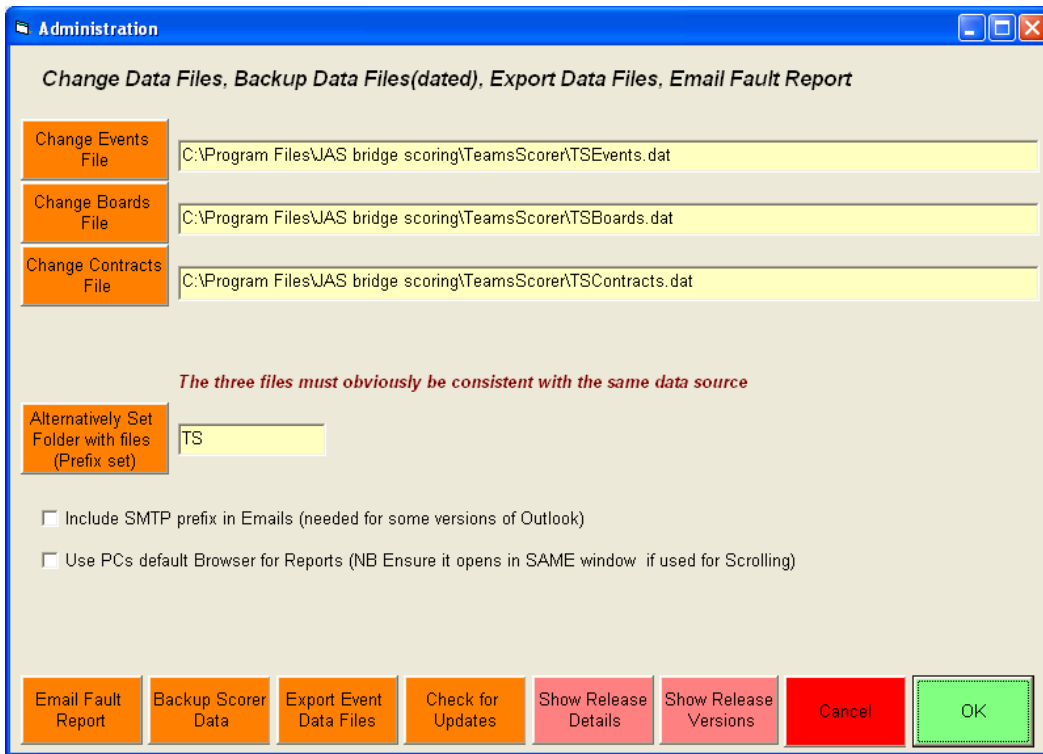 Administration
Change Data Files, Backup Data Files(dated), Export Data Files, Email Fault Report
Change Events
File
C:\Program Files\JAS bridge scoring\TeamsScorer\TSEvents.dat
Change Boards
File
C:\Program Files\JAS bridge scoring\TeamsScorer\TSBoards.dat
Change Contracts
File
C:\Program Files\JAS bridge scoring\TeamsScorer\TSContracts.dat
The three files must obviously be consistent with the same data source
Alternatively Set
Folder with files
(Prefix set)
TS
Include SMTP prefix in Emails (needed for some versions of Outlook)
Use PCs default Browser for Reports (NB Ensure it opens in SAME window  if used for Scrolling)
Email Fault
Report
Backup Scorer
Data
Export Event
Data Files
Check for
Updates
Show Release
Details
Show Release
Versions
Cancel
OK